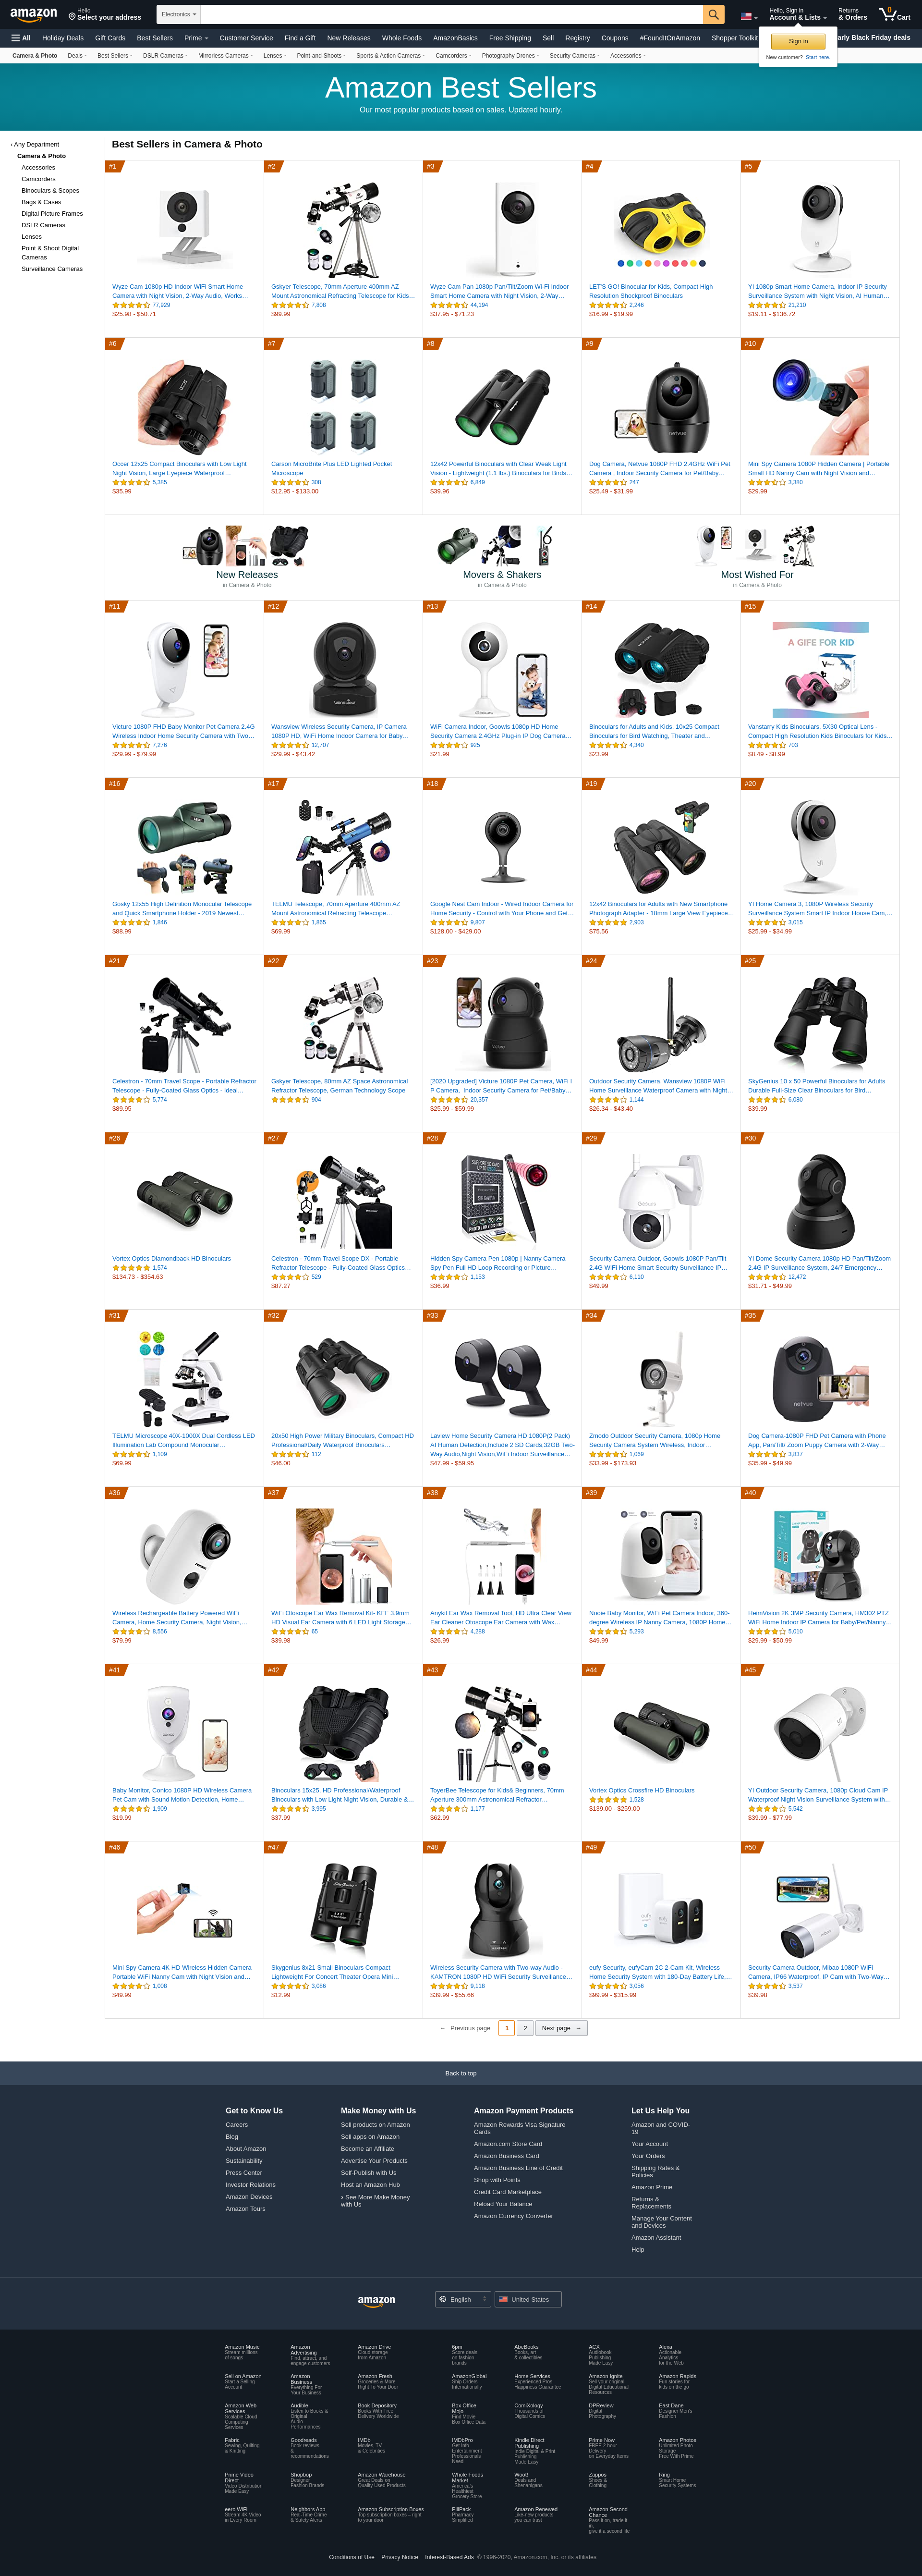 amazon
Hello
Select your address
Electronics
Hello, Sign in
Account & Lists
Returns
& Orders
0
Cart
All
Holiday Deals
Gift Cards
Best Sellers
Prime
Customer Service
Find a Gift
New Releases
Whole Foods
AmazonBasics
Free Shipping
Sell
Registry
Coupons
#FoundItOnAmazon
Shopper Toolkit
arly Black Friday deals
Sign in
New customer? Start here.
Camera & Photo
Deals
Best Sellers
DSLR Cameras
Mirrorless Cameras
Lenses
Point-and-Shoots
Sports & Action Cameras
Camcorders
Photography Drones
Security Cameras
Accessories
Amazon Best Sellers
Our most popular products based on sales. Updated hourly.
‹ Any Department
Camera & Photo
Accessories
Camcorders
Binoculars & Scopes
Bags & Cases
Digital Picture Frames
DSLR Cameras
Lenses
Point & Shoot Digital
Cameras
Surveillance Cameras
Best Sellers in Camera & Photo
#1
Wyze Cam 1080p HD Indoor WiFi Smart Home
Camera with Night Vision, 2-Way Audio, Works…
77,929
$25.98 - $50.71
#2
Gskyer Telescope, 70mm Aperture 400mm AZ
Mount Astronomical Refracting Telescope for Kids…
7,808
$99.99
#3
Wyze Cam Pan 1080p Pan/Tilt/Zoom Wi-Fi Indoor
Smart Home Camera with Night Vision, 2-Way…
44,194
$37.95 - $71.23
#4
LET'S GO! Binocular for Kids, Compact High
Resolution Shockproof Binoculars
2,246
$16.99 - $19.99
#5
YI 1080p Smart Home Camera, Indoor IP Security
Surveillance System with Night Vision, AI Human…
21,210
$19.11 - $136.72
#6
Occer 12x25 Compact Binoculars with Low Light
Night Vision, Large Eyepiece Waterproof…
5,385
$35.99
#7
Carson MicroBrite Plus LED Lighted Pocket
Microscope
308
$12.95 - $133.00
#8
12x42 Powerful Binoculars with Clear Weak Light
Vision - Lightweight (1.1 lbs.) Binoculars for Birds…
6,849
$39.96
#9
netvue
Dog Camera, Netvue 1080P FHD 2.4GHz WiFi Pet
Camera , Indoor Security Camera for Pet/Baby…
247
$25.49 - $31.99
#10
Mini Spy Camera 1080P Hidden Camera | Portable
Small HD Nanny Cam with Night Vision and…
3,380
$29.99
New Releases
in Camera & Photo
Movers & Shakers
in Camera & Photo
Most Wished For
in Camera & Photo
#11
Victure 1080P FHD Baby Monitor Pet Camera 2.4G
Wireless Indoor Home Security Camera with Two…
7,276
$29.99 - $79.99
#12
wansview
Wansview Wireless Security Camera, IP Camera
1080P HD, WiFi Home Indoor Camera for Baby…
12,707
$29.99 - $43.42
#13
WiFi Camera Indoor, Goowls 1080p HD Home
Security Camera 2.4GHz Plug-in IP Dog Camera…
925
$21.99
#14
Binoculars for Adults and Kids, 10x25 Compact
Binoculars for Bird Watching, Theater and…
4,340
$23.99
#15
A GIFE FOR KID
Vanstarry Kids Binoculars, 5X30 Optical Lens -
Compact High Resolution Kids Binoculars for Kids…
703
$8.49 - $8.99
#16
Gosky 12x55 High Definition Monocular Telescope
and Quick Smartphone Holder - 2019 Newest…
1,846
$88.99
#17
TELMU Telescope, 70mm Aperture 400mm AZ
Mount Astronomical Refracting Telescope…
1,865
$69.99
#18
Google Nest Cam Indoor - Wired Indoor Camera for
Home Security - Control with Your Phone and Get…
9,807
$128.00 - $429.00
#19
12x42 Binoculars for Adults with New Smartphone
Photograph Adapter - 18mm Large View Eyepiece…
2,903
$75.56
#20
YI Home Camera 3, 1080P Wireless Security
Surveillance System Smart IP Indoor House Cam,…
3,015
$25.99 - $34.99
#21
Celestron - 70mm Travel Scope - Portable Refractor
Telescope - Fully-Coated Glass Optics - Ideal…
5,774
$89.95
#22
Gskyer Telescope, 80mm AZ Space Astronomical
Refractor Telescope, German Technology Scope
904
#23
Victure
[2020 Upgraded] Victure 1080P Pet Camera, WiFi I
P Camera, Indoor Security Camera for Pet/Baby…
20,357
$25.99 - $59.99
#24
Outdoor Security Camera, Wansview 1080P WiFi
Home Surveillance Waterproof Camera with Night…
1,144
$26.34 - $43.40
#25
SkyGenius 10 x 50 Powerful Binoculars for Adults
Durable Full-Size Clear Binoculars for Bird…
6,080
$39.99
#26
Vortex Optics Diamondback HD Binoculars
1,574
$134.73 - $354.63
#27
Celestron - 70mm Travel Scope DX - Portable
Refractor Telescope - Fully-Coated Glass Optics…
529
$87.27
#28
Hidden Spy Camera Pen 1080p | Nanny Camera
Spy Pen Full HD Loop Recording or Picture…
1,153
$36.99
#29
Security Camera Outdoor, Goowls 1080P Pan/Tilt
2.4G WiFi Home Smart Security Surveillance IP…
6,110
$49.99
#30
YI Dome Security Camera 1080p HD Pan/Tilt/Zoom
2.4G IP Surveillance System, 24/7 Emergency…
12,472
$31.71 - $49.99
#31
TELMU Microscope 40X-1000X Dual Cordless LED
Illumination Lab Compound Monocular…
1,109
$69.99
#32
20x50 High Power Military Binoculars, Compact HD
Professional/Daily Waterproof Binoculars…
112
$46.00
#33
Laview Home Security Camera HD 1080P(2 Pack)
AI Human Detection,Include 2 SD Cards,32GB Two-
Way Audio,Night Vision,WiFi Indoor Surveillance…
$47.99 - $59.95
#34
Zmodo Outdoor Security Camera, 1080p Home
Security Camera System Wireless, Indoor…
1,069
$33.99 - $173.93
#35
netvue
Dog Camera-1080P FHD Pet Camera with Phone
App, Pan/Tilt/ Zoom Puppy Camera with 2-Way…
3,837
$35.99 - $49.99
#36
Wireless Rechargeable Battery Powered WiFi
Camera, Home Security Camera, Night Vision,…
8,556
$79.99
#37
WiFi Otoscope Ear Wax Removal Kit- KFF 3.9mm
HD Visual Ear Camera with 6 LED Light Storage…
65
$39.98
#38
Anykit Ear Wax Removal Tool, HD Ultra Clear View
Ear Cleaner Otoscope Ear Camera with Wax…
4,288
$26.99
#39
Nooie Baby Monitor, WiFi Pet Camera Indoor, 360-
degree Wireless IP Nanny Camera, 1080P Home…
5,293
$49.99
#40
HeimVision 2K 3MP Security Camera, HM302 PTZ
WiFi Home Indoor IP Camera for Baby/Pet/Nanny…
5,010
$29.99 - $50.99
#41
Baby Monitor, Conico 1080P HD Wireless Camera
Pet Cam with Sound Motion Detection, Home…
1,909
$19.99
#42
Binoculars 15x25, HD Professional/Waterproof
Binoculars with Low Light Night Vision, Durable &…
3,995
$37.99
#43
ToyerBee Telescope for Kids& Beginners, 70mm
Aperture 300mm Astronomical Refractor…
1,177
$62.99
#44
Vortex Optics Crossfire HD Binoculars
1,528
$139.00 - $259.00
#45
YI Outdoor Security Camera, 1080p Cloud Cam IP
Waterproof Night Vision Surveillance System with…
5,542
$39.99 - $77.99
#46
Mini Spy Camera 4K HD Wireless Hidden Camera
Portable WiFi Nanny Cam with Night Vision and…
1,008
$49.99
#47
Skygenius 8x21 Small Binoculars Compact
Lightweight For Concert Theater Opera Mini…
3,086
$12.99
#48
Wireless Security Camera with Two-way Audio -
KAMTRON 1080P HD WiFi Security Surveillance…
9,118
$39.99 - $55.66
#49
eufy Security, eufyCam 2C 2-Cam Kit, Wireless
Home Security System with 180-Day Battery Life,…
3,056
$99.99 - $315.99
#50
Security Camera Outdoor, Mibao 1080P WiFi
Camera, IP66 Waterproof, IP Cam with Two-Way…
3,537
$39.98
← Previous page
1
2
Next page →
Back to top
Get to Know Us
Careers
Blog
About Amazon
Sustainability
Press Center
Investor Relations
Amazon Devices
Amazon Tours
Make Money with Us
Sell products on Amazon
Sell apps on Amazon
Become an Affiliate
Advertise Your Products
Self-Publish with Us
Host an Amazon Hub
› See More Make Money
with Us
Amazon Payment Products
Amazon Rewards Visa Signature
Cards
Amazon.com Store Card
Amazon Business Card
Amazon Business Line of Credit
Shop with Points
Credit Card Marketplace
Reload Your Balance
Amazon Currency Converter
Let Us Help You
Amazon and COVID-
19
Your Account
Your Orders
Shipping Rates &
Policies
Amazon Prime
Returns &
Replacements
Manage Your Content
and Devices
Amazon Assistant
Help
amazon
English
United States
Amazon Music
Stream millions
of songs
Amazon
Advertising
Find, attract, and
engage customers
Amazon Drive
Cloud storage
from Amazon
6pm
Score deals
on fashion
brands
AbeBooks
Books, art
& collectibles
ACX
Audiobook
Publishing
Made Easy
Alexa
Actionable
Analytics
for the Web
Sell on Amazon
Start a Selling
Account
Amazon
Business
Everything For
Your Business
Amazon Fresh
Groceries & More
Right To Your Door
AmazonGlobal
Ship Orders
Internationally
Home Services
Experienced Pros
Happiness Guarantee
Amazon Ignite
Sell your original
Digital Educational
Resources
Amazon Rapids
Fun stories for
kids on the go
Amazon Web
Services
Scalable Cloud
Computing
Services
Audible
Listen to Books &
Original
Audio
Performances
Book Depository
Books With Free
Delivery Worldwide
Box Office
Mojo
Find Movie
Box Office Data
ComiXology
Thousands of
Digital Comics
DPReview
Digital
Photography
East Dane
Designer Men's
Fashion
Fabric
Sewing, Quilting
& Knitting
Goodreads
Book reviews
&
recommendations
IMDb
Movies, TV
& Celebrities
IMDbPro
Get Info
Entertainment
Professionals
Need
Kindle Direct
Publishing
Indie Digital & Print
Publishing
Made Easy
Prime Now
FREE 2-hour
Delivery
on Everyday Items
Amazon Photos
Unlimited Photo
Storage
Free With Prime
Prime Video
Direct
Video Distribution
Made Easy
Shopbop
Designer
Fashion Brands
Amazon Warehouse
Great Deals on
Quality Used Products
Whole Foods
Market
America's
Healthiest
Grocery Store
Woot!
Deals and
Shenanigans
Zappos
Shoes &
Clothing
Ring
Smart Home
Security Systems
eero WiFi
Stream 4K Video
in Every Room
Neighbors App
Real-Time Crime
& Safety Alerts
Amazon Subscription Boxes
Top subscription boxes – right
to your door
PillPack
Pharmacy
Simplified
Amazon Renewed
Like-new products
you can trust
Amazon Second
Chance
Pass it on, trade it
in,
give it a second life
Conditions of Use
Privacy Notice
Interest-Based Ads
© 1996-2020, Amazon.com, Inc. or its affiliates